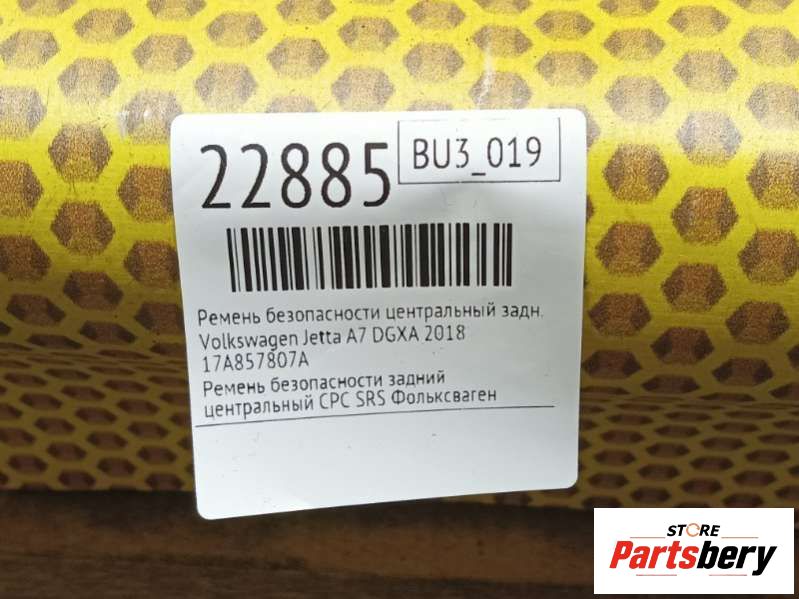 22885
BU3_019
Ремень безопасности центральный задн.
Volkswagen Jetta A7 DGXA 2018
17A857807A
Ремень безопасности задний
центральный СРС SRS Фольксваген
STORE
Partsbery